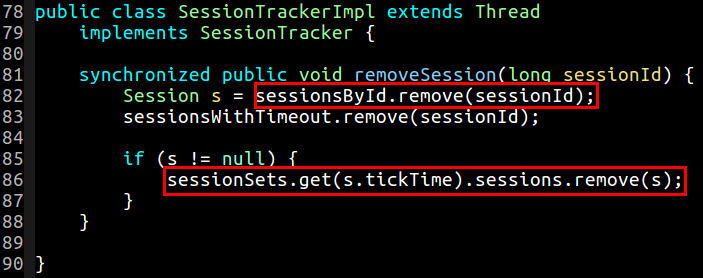 78 public class SessionTrackerImpl extends Thread
79     implements SessionTracker {
80
81     synchronized public void removeSession(long sessionId) {
82         Session s = sessionsById.remove(sessionId);
83         sessionsWithTimeout.remove(sessionId);
84
85         if (s != null) {
86             sessionSets.get(s.tickTime).sessions.remove(s);
87         }
88     }
89
90 }